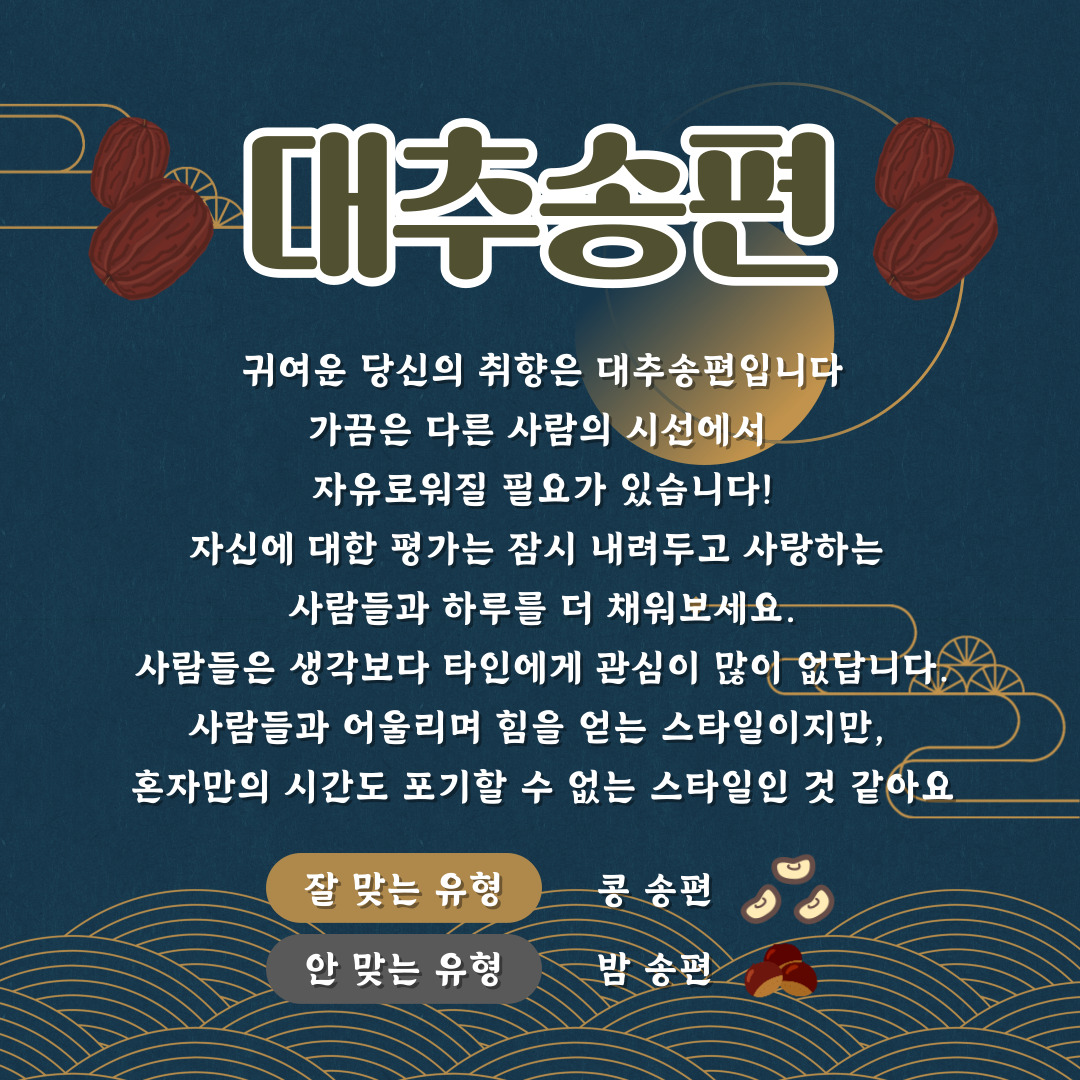 대추송편
귀여운 당신의 취향은 대추송편입니다
가끔은 다른 사람의 시선에서
자유로워질 필요가 있습니다!
자신에 대한 평가는 잠시 내려두고 사랑하는
사람들과 하루를 더 채워보세요.
사람들은 생각보다 타인에게 관심이 많이 없답니다.
사람들과 어울리며 힘을 얻는 스타일이지만,
혼자만의 시간도 포기할 수 없는 스타일인 것 같아요
잘 맞는 유형 콩 송편
안 맞는 유형 밤 송편